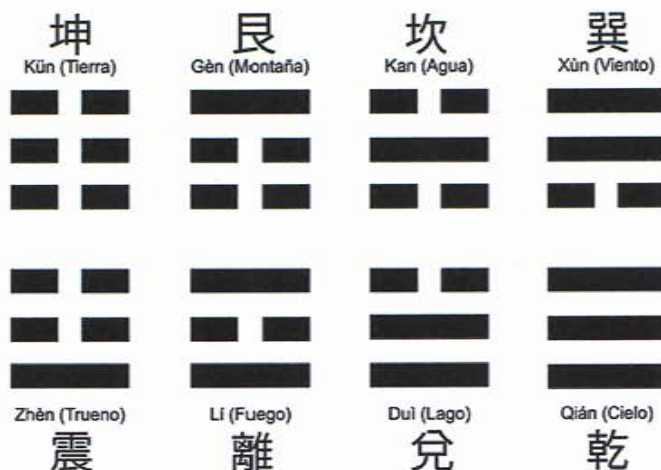 坤 艮 坎 巽
Kūn (Tierra) Gèn (Montaña) Kan (Agua) Xùn (Viento)
Zhèn (Trueno) Lí (Fuego) Duì (Lago) Qián (Cielo)
震 離 兌 乾